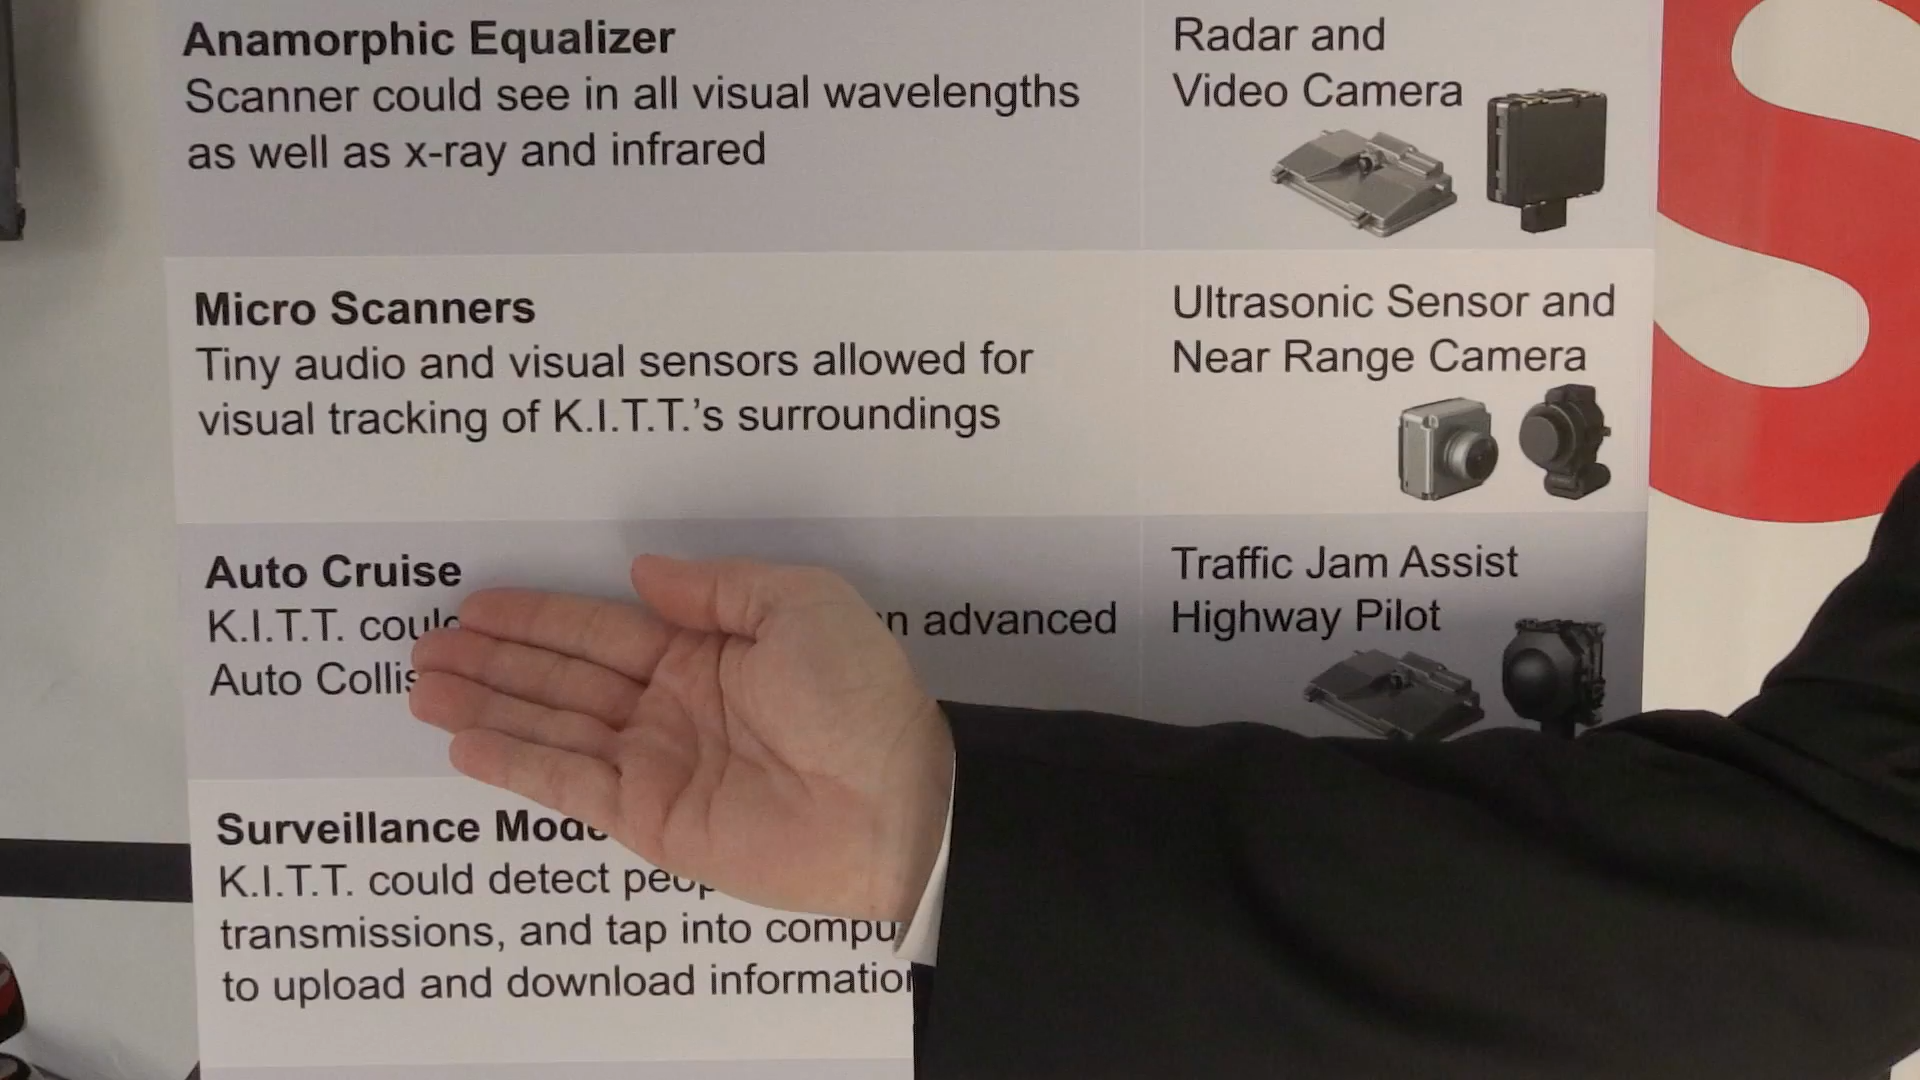 Anamorphic Equalizer
Scanner could see in all visual wavelengths
as well as x-ray and infrared
Radar and
Video Camera
Micro Scanners
Tiny audio and visual sensors allowed for
visual tracking of K.I.T.T.'s surroundings
Ultrasonic Sensor and
Near Range Camera
Auto Cruise
K.I.T.T. could advanced
Auto
Traffic Jam Assist
Highway Pilot
Surveillance Mode
K.I.T.T. could detect
transmissions, and tap into
to upload and download information
S